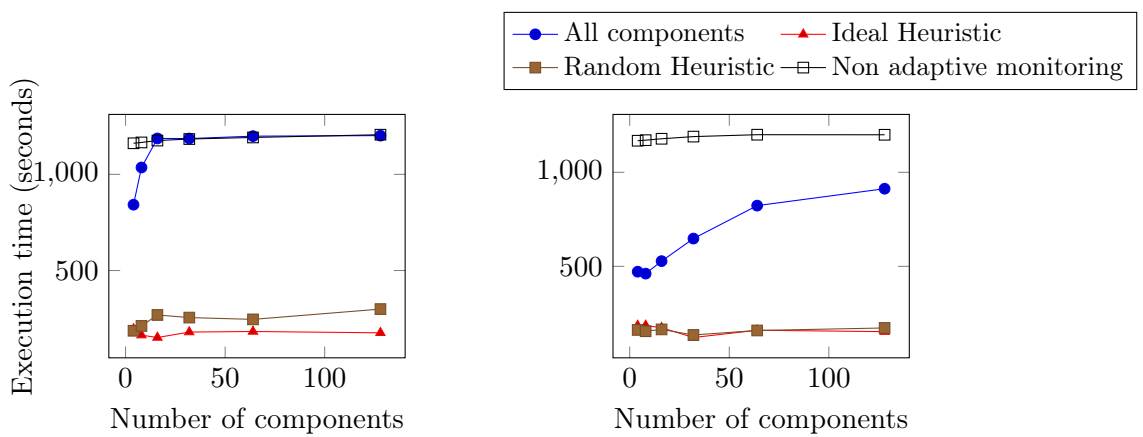 All components
Ideal Heuristic
Random Heuristic
Non adaptive monitoring
Execution time (seconds)
1,000
500
0
50
100
Number of components
1,000
500
0
50
100
Number of components